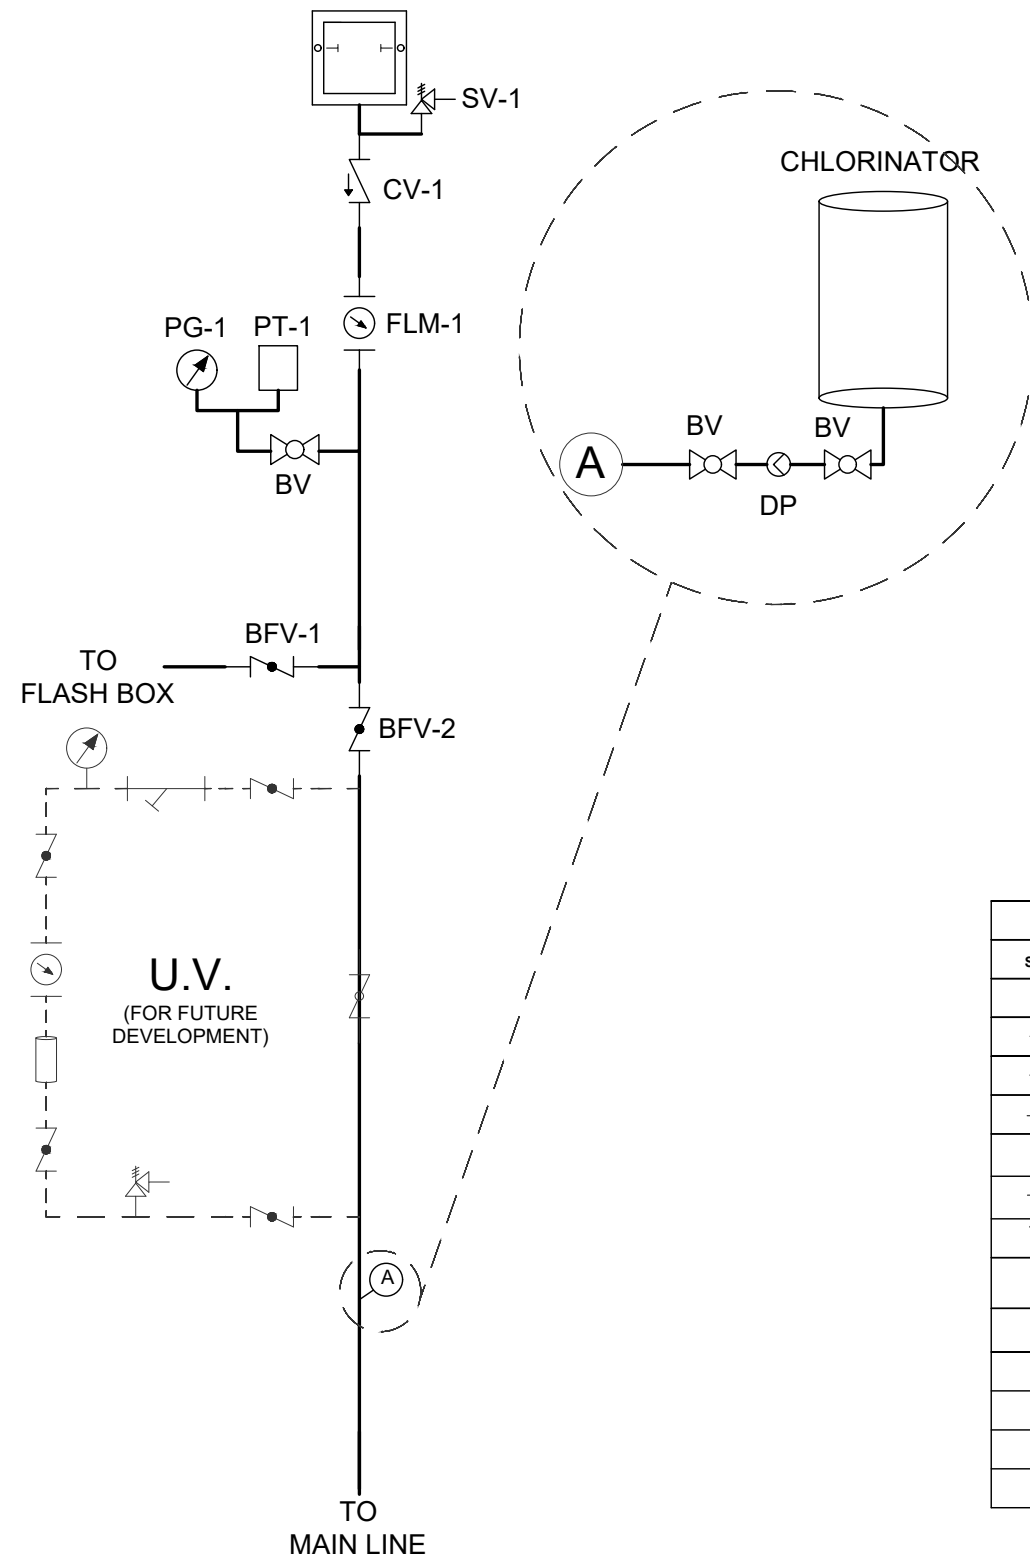 SV-1
CV-1
CHLORINATOR
PG-1
PT-1
FLM-1
BV
BV
A
BV
DP
BFV-1
TO
FLASH BOX
BFV-2
U.V.
(FOR FUTURE
DEVELOPMENT)
A
TO
MAIN LINE